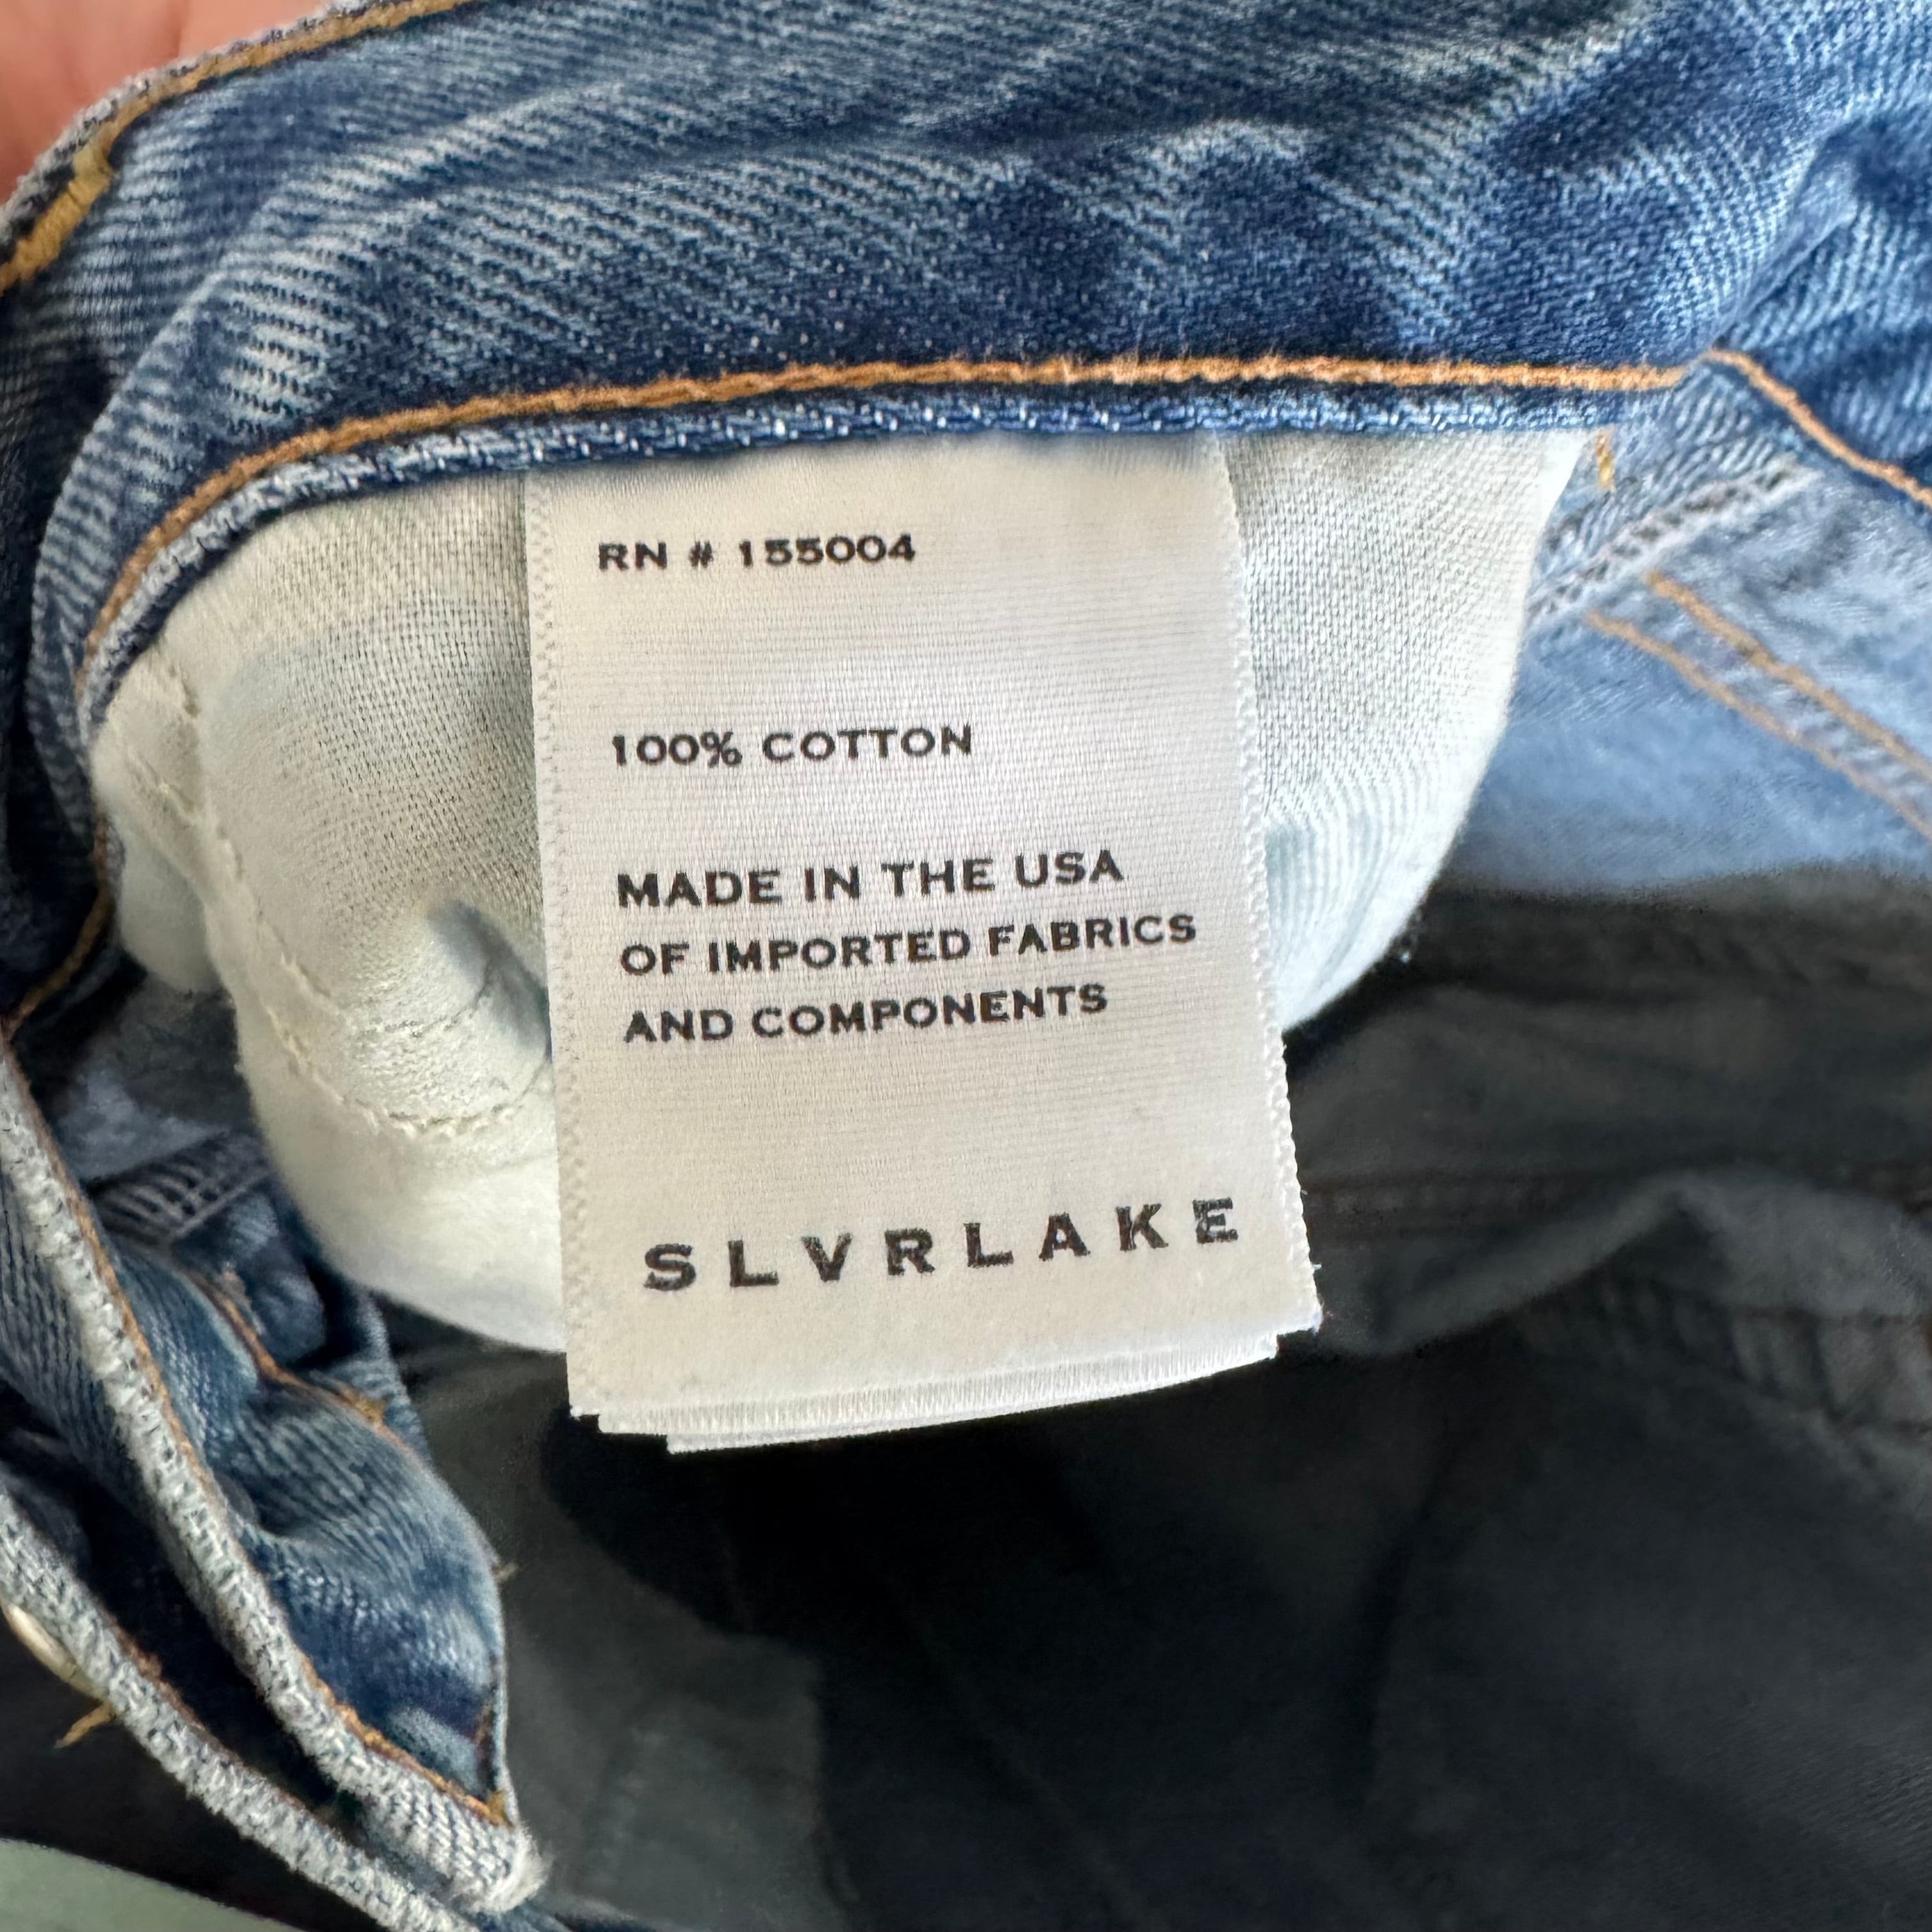 RN # 155004
100% COTTON
MADE IN THE USA
OF IMPORTED FABRICS
AND COMPONENTS
SLVRLAKE